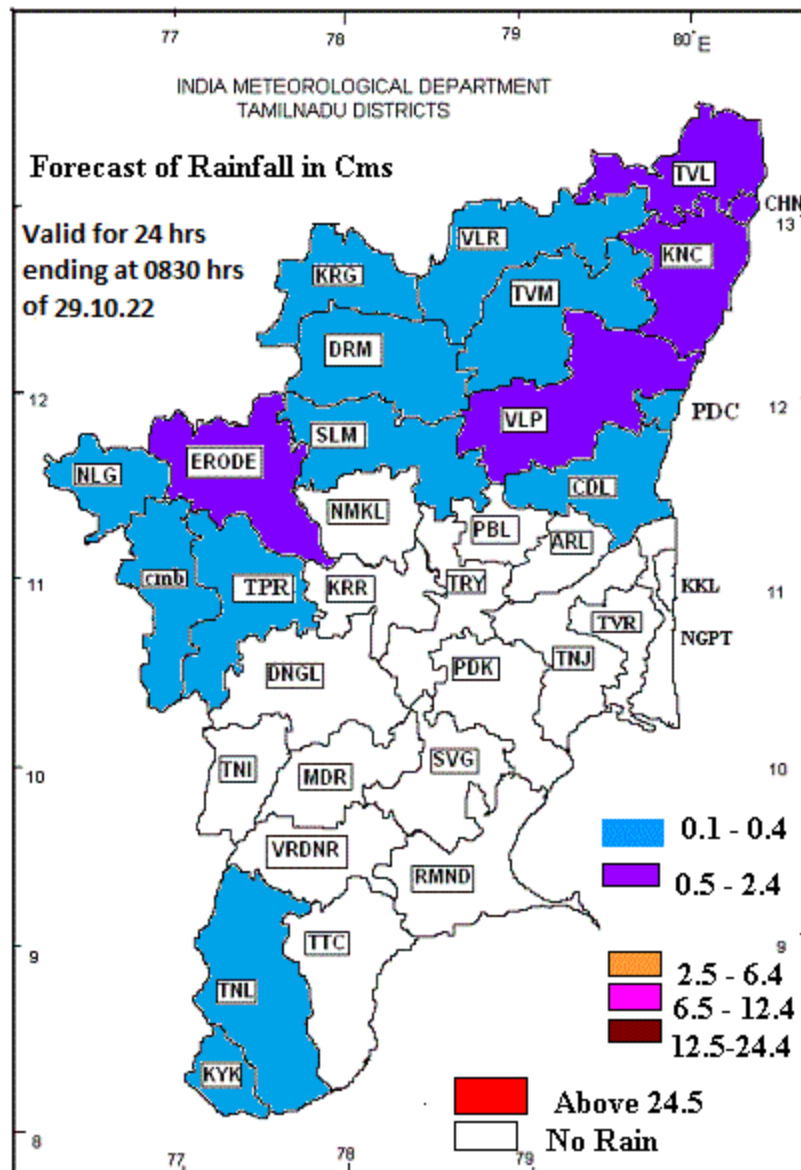 77 78 79 80°E
INDIA METEOROLOGICAL DEPARTMENT
TAMILNADU DISTRICTS
Forecast of Rainfall in Cms
Valid for 24 hrs
ending at 0830 hrs
of 29.10.22
TVL
CHN
13
VLR
KNC
KRG
TVM
DRM
12
12
PDC
VLP
SLM
ERODE
NLG
CDL
NMKL
PBL
ARL
11
cmb
TPR
KRR
TRY
KKL
11
TVR
NGPT
DNGL
PDK
TNJ
10
TNI
MDR
SVG
10
VRDNR
RMND
0.1 - 0.4
0.5 - 2.4
9
TTC
9
TNL
2.5 - 6.4
6.5 - 12.4
12.5-24.4
KYK
Above 24.5
No Rain
8
77 78 79